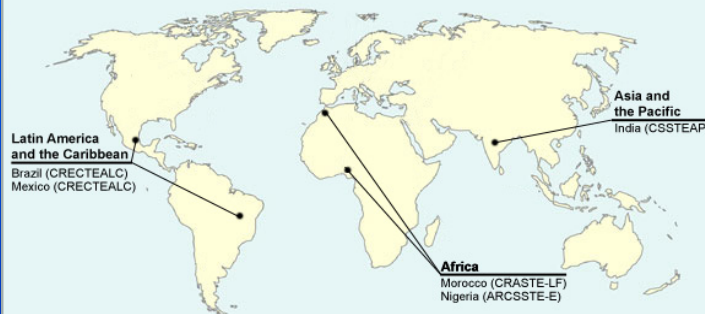 Latin America
and the Caribbean
Brazil (CRECTEALC)
Mexico (CRECTEALC)
Africa
Morocco (CRASTE-LF)
Nigeria (ARCSSTE-E)
Asia and
the Pacific
India (CSSTEAP